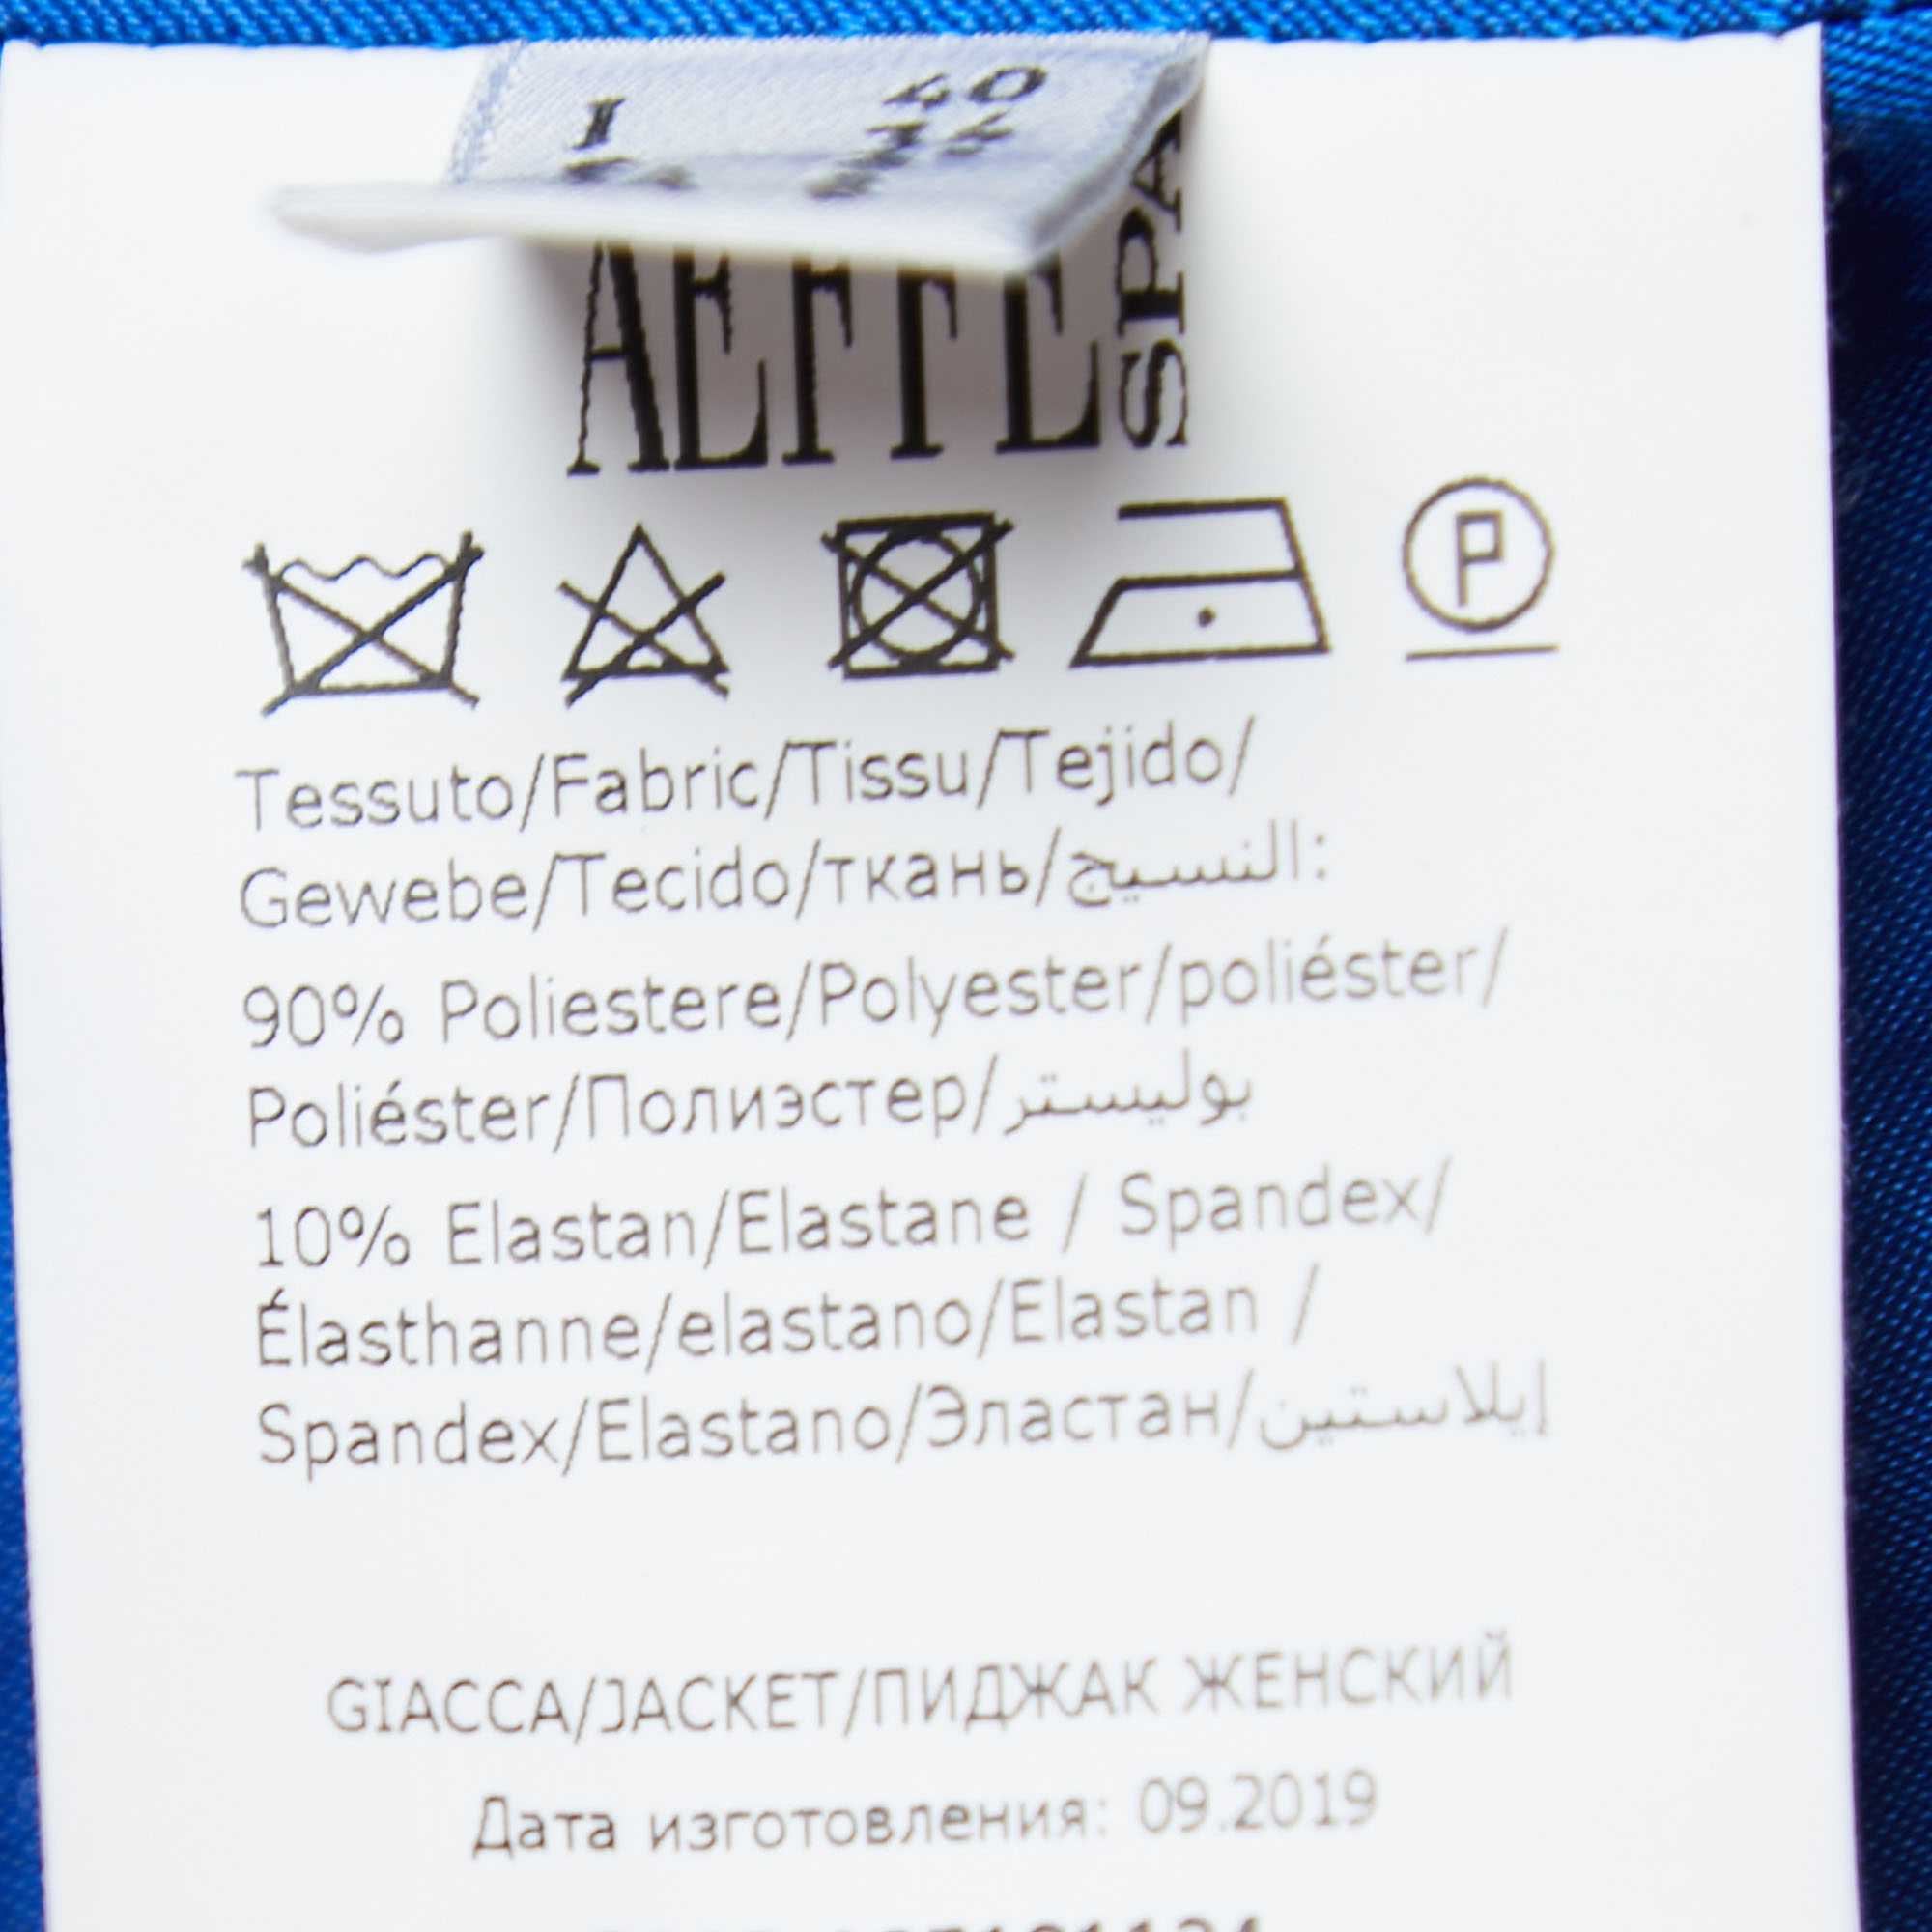 I 40
AEFFE SPA
P
Tessuto/Fabric/Tissu/Tejido/
Gewebe/Tecido/ткань/النسيج:
90% Poliestere/Polyester/poliéster/
Poliéster/Полиэстер/بوليستر
10% Elastan/Elastane / Spandex/
Élasthanne/elastano/Elastan /
Spandex/Elastano/Эластан/إيلاستين
GIACCA/JACKET/ПИДЖАК ЖЕНСКИЙ
Дата изготовления: 09.2019